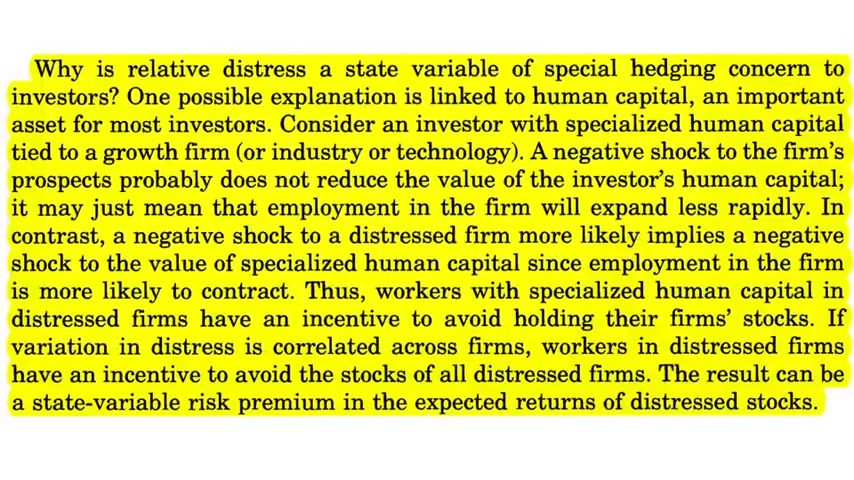 Why is relative distress a state variable of special hedging concern to
investors? One possible explanation is linked to human capital, an important
asset for most investors. Consider an investor with specialized human capital
tied to a growth firm (or industry or technology). A negative shock to the firm's
prospects probably does not reduce the value of the investor's human capital;
it may just mean that employment in the firm will expand less rapidly. In
contrast, a negative shock to a distressed firm more likely implies a negative
shock to the value of specialized human capital since employment in the firm
is more likely to contract. Thus, workers with specialized human capital in
distressed firms have an incentive to avoid holding their firms' stocks. If
variation in distress is correlated across firms, workers in distressed firms
have an incentive to avoid the stocks of all distressed firms. The result can be
a state-variable risk premium in the expected returns of distressed stocks.